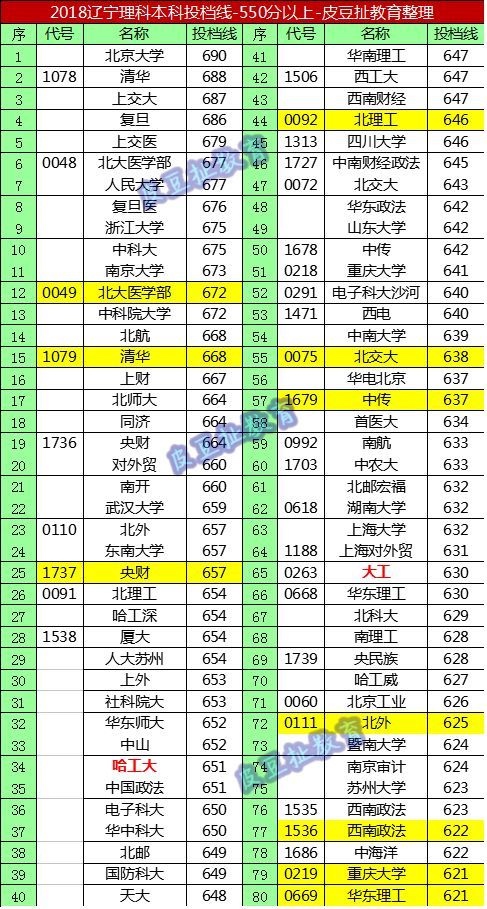 2018辽宁理科本科投档线-550分以上-皮豆扯教育整理
序 代号 名称 投档线 序 代号 名称 投档线
1 北京大学 690 41 华南理工 647
2 1078 清华 688 42 1506 西工大 647
3 上交大 687 43 西南财经 647
4 复旦 686 44 0092 北理工 646
5 上交医 679 45 1313 四川大学 646
6 0048 北大医学部 677 46 1727 中南财经政法 645
7 人民大学 677 47 0072 北交大 643
8 复旦医 676 48 华东政法 642
9 浙江大学 675 49 山东大学 642
10 中科大 675 50 1678 中传 642
11 南京大学 673 51 0218 重庆大学 641
12 0049 北大医学部 672 52 0291 电子科大沙河 640
13 中科院大学 672 53 1471 西电 640
14 北航 668 54 中南大学 639
15 1079 清华 668 55 0075 北交大 638
16 上财 667 56 华电北京 637
17 北师大 664 57 1679 中传 637
18 同济 664 58 首医大 634
19 1736 央财 664 59 0992 南航 633
20 对外贸 660 60 1703 中农大 633
21 南开 660 61 北邮宏福 632
22 武汉大学 659 62 0618 湖南大学 632
23 0110 北外 657 63 上海大学 632
24 东南大学 657 64 1188 上海对外贸 631
25 1737 央财 657 65 0263 大工 630
26 0091 北理工 654 66 0668 华东理工 630
27 哈工深 654 67 北科大 629
28 1538 厦大 654 68 南理工 628
29 人大苏州 654 69 1739 央民族 628
30 上外 653 70 哈工威 627
31 社科院大 653 71 0060 北京工业 626
32 华东师大 652 72 0111 北外 625
33 中山 652 73 暨南大学 624
34 哈工大 651 74 南京审计 624
35 中国政法 651 75 苏州大学 623
36 电子科大 650 76 1535 西南政法 623
37 华中科大 650 77 1536 西南政法 622
38 北邮 649 78 1686 中海洋 622
39 国防科大 649 79 0219 重庆大学 621
40 天大 648 80 0669 华东理工 621
皮豆扯教育
皮豆扯教育
皮豆扯教育